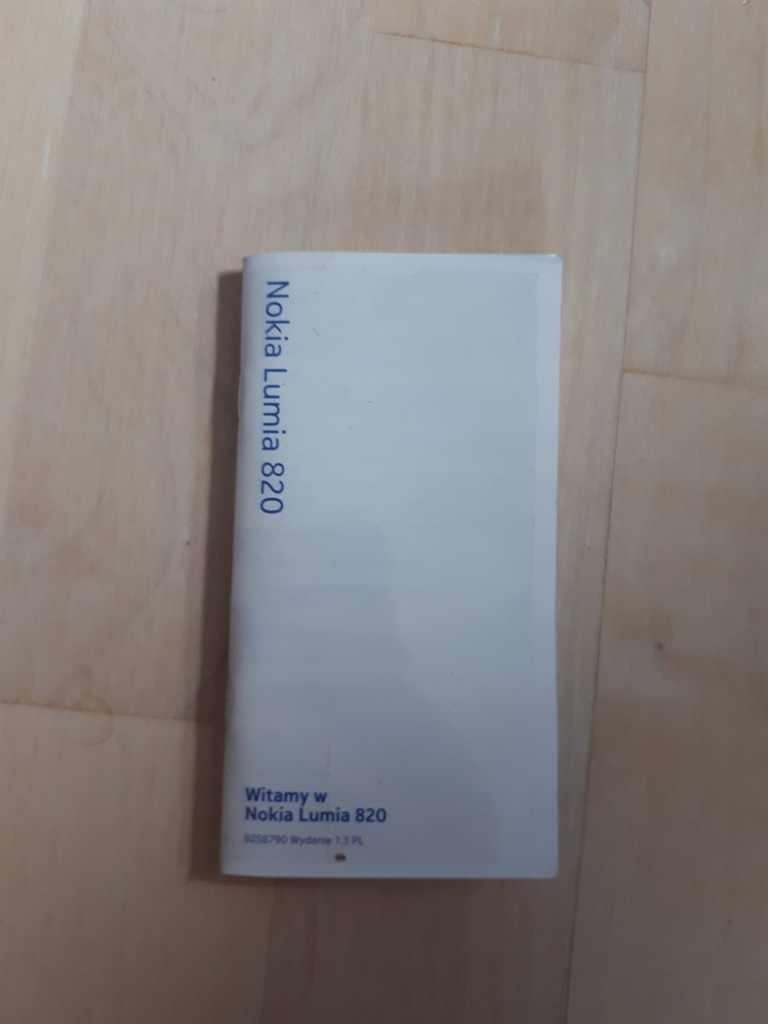 Nokia Lumia 820
Witamy w
Nokia Lumia 820
9258790 Wydanie 1.3 PL